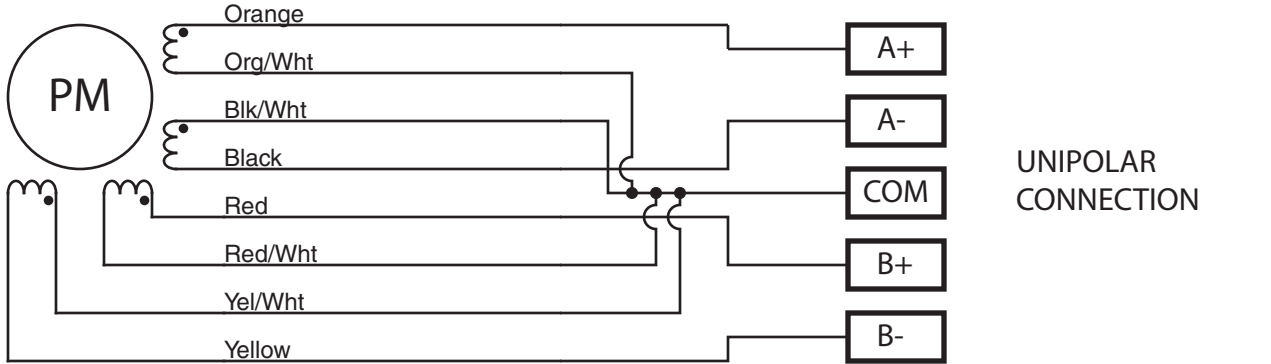 PM
Orange
Org/Wht
Blk/Wht
Black
Red
Red/Wht
Yel/Wht
Yellow
A+
A-
COM
B+
B-
UNIPOLAR
CONNECTION